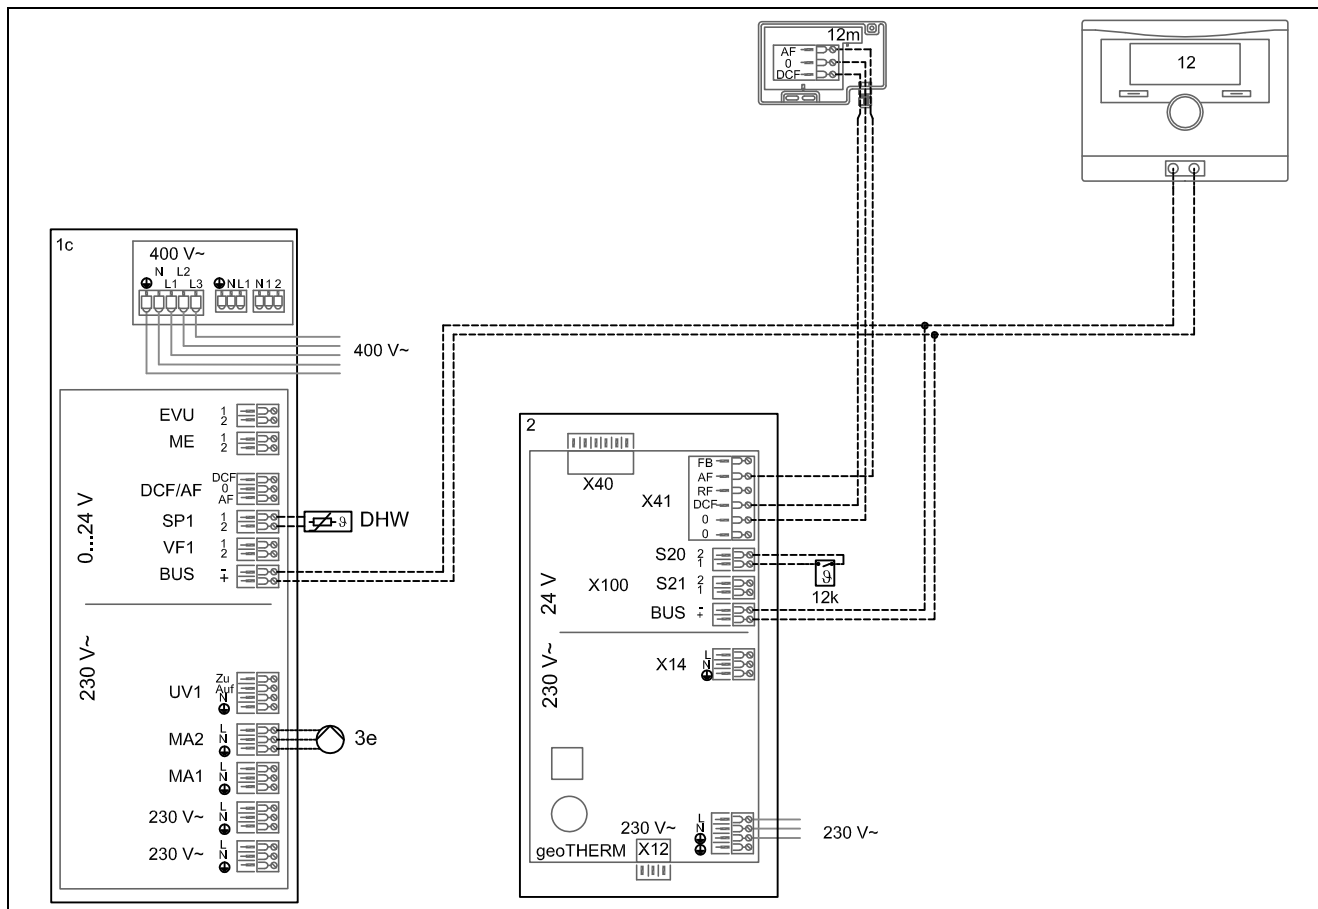 12m
AF
0
DCF
12
1c
400 V~
N L2
L1 L3
N L1 N 1 2
400 V~
EVU 1
2
ME 1
2
DCF/AF DCF
0
AF
SP1 1
2
DHW
VF1 1
2
BUS -
+
0...24 V
230 V~
UV1 Zu
Auf
N
MA2 L
N
3e
MA1 L
N
230 V~ L
N
230 V~ L
N
2
X40
X41
FB
AF
RF
DCF
0
0
X100
S20 2
1
S21 2
1
BUS -
+
12k
24 V
230 V~
X14 L
N
230 V~ L
N
230 V~
geoTHERM X12